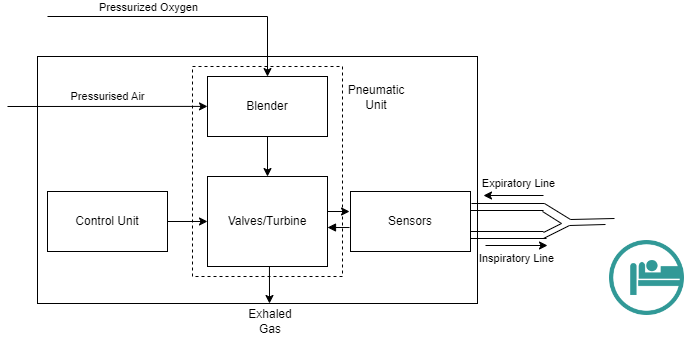 Pressurized Oxygen
Pressurised Air
Blender
Pneumatic
Unit
Control Unit
Valves/Turbine
Sensors
Expiratory Line
Inspiratory Line
Exhaled
Gas